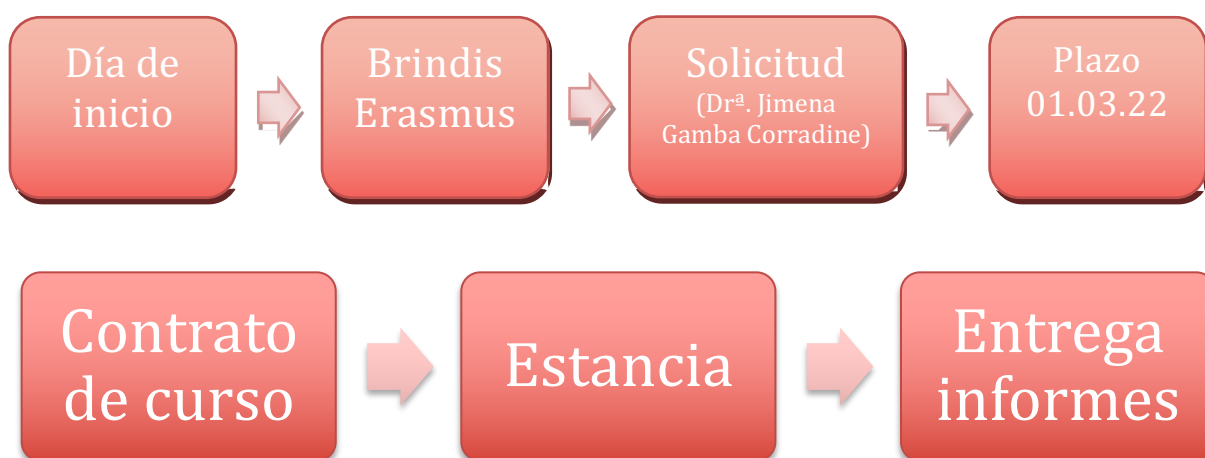 Día de
inicio
Brindis
Erasmus
Solicitud
(Drª. Jimena
Gamba Corradine)
Plazo
01.03.22
Contrato
de curso
Estancia
Entrega
informes